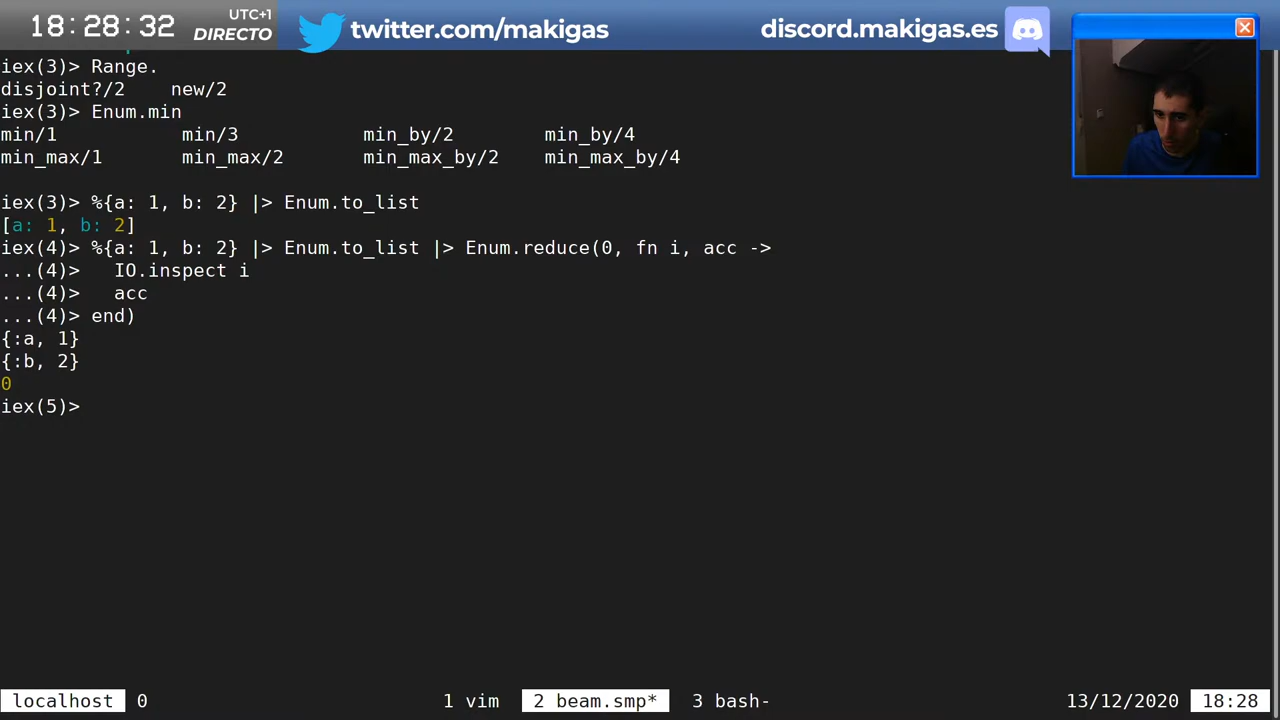 18:28:32
UTC+1
DIRECTO
twitter.com/makigas
discord.makigas.es
iex(3)> Range.
disjoint?/2    new/2
iex(3)> Enum.min
min/1           min/3           min_by/2        min_by/4
min_max/1       min_max/2       min_max_by/2    min_max_by/4
iex(3)> %{a: 1, b: 2} |> Enum.to_list
[a: 1, b: 2]
iex(4)> %{a: 1, b: 2} |> Enum.to_list |> Enum.reduce(0, fn i, acc ->
...(4)>   IO.inspect i
...(4)>   acc
...(4)> end)
{:a, 1}
{:b, 2}
0
iex(5)>
localhost 0 1 vim 2 beam.smp* 3 bash- 13/12/2020 18:28